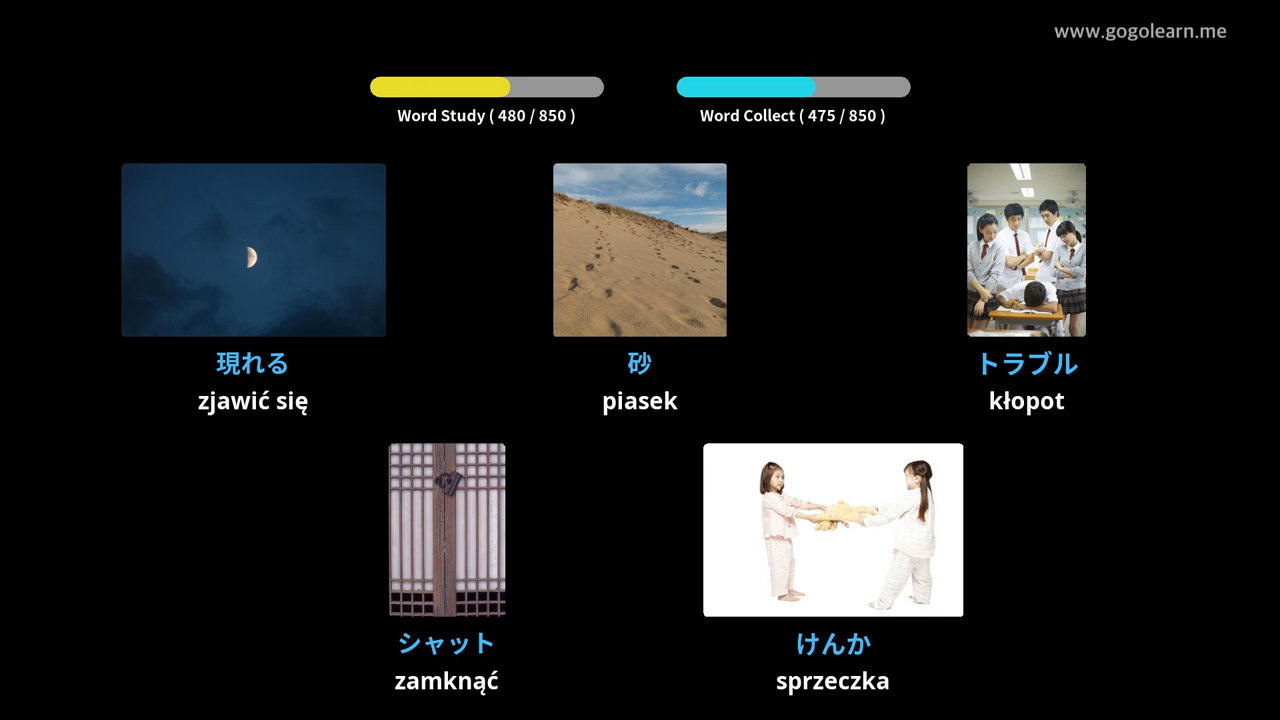 www.gogolearn.me
Word Study ( 480 / 850 )
Word Collect ( 475 / 850 )
現れる
zjawić się
砂
piasek
トラブル
kłopot
シャット
zamknąć
けんか
sprzeczka